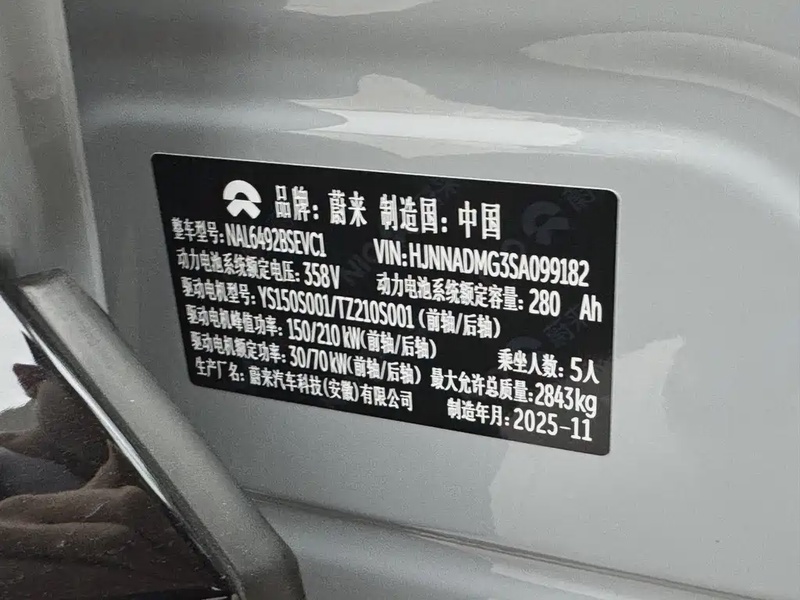 品牌：蔚来 制造国：中国
整车型号：NAL6492BSEVC1 VIN：HJNNADMG3SA099182
动力电池系统额定电压：358V 动力电池系统额定容量：280 Ah
驱动电机型号：YS150S001/TZ210S001（前轴/后轴）
驱动电机峰值功率：150/210kW(前轴/后轴) 乘坐人数：5人
驱动电机额定功率：30/70kW(前轴/后轴) 最大允许总质量：2843kg
生产厂名：蔚来汽车科技(安徽)有限公司 制造年月：2025-11